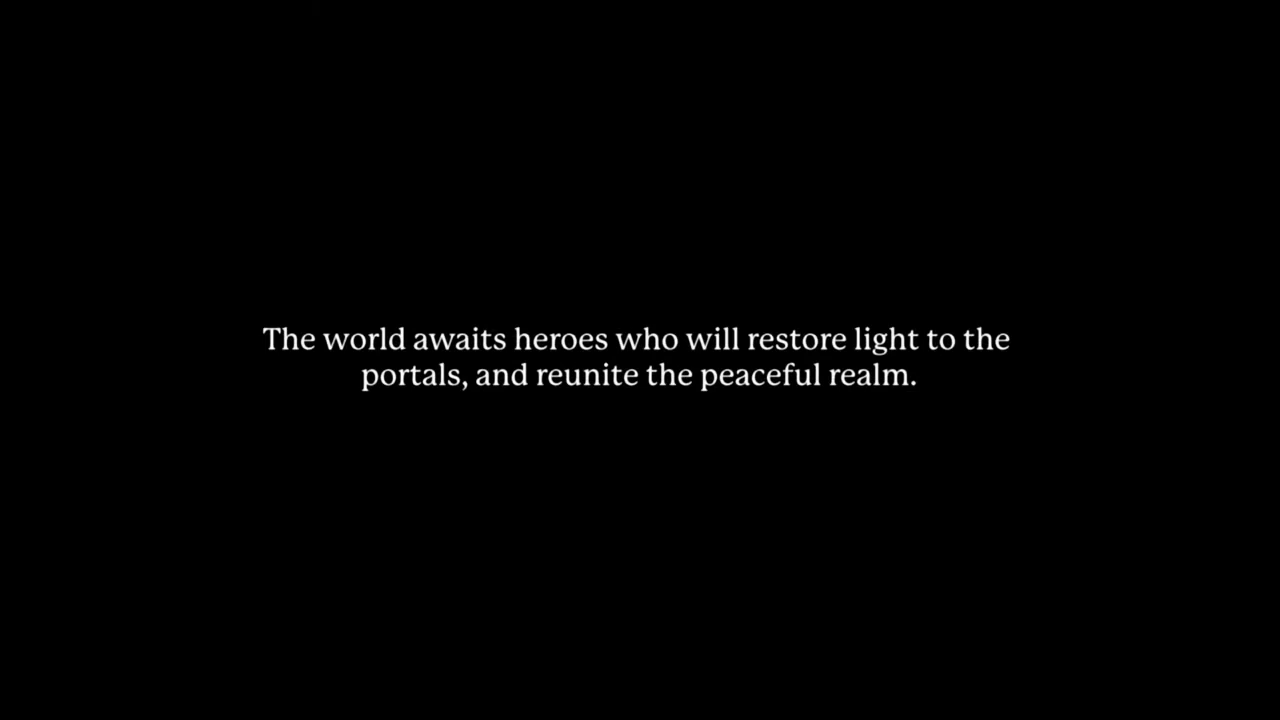 The world awaits heroes who will restore light to the
portals, and reunite the peaceful realm.